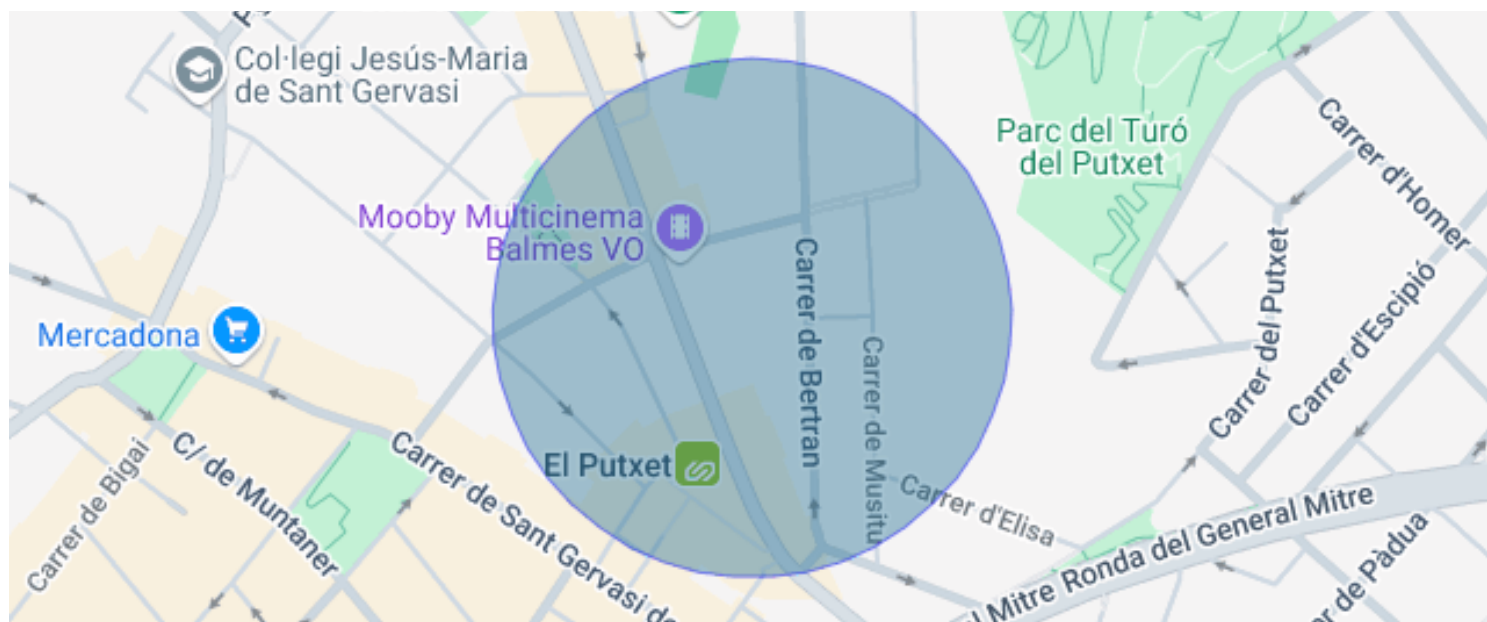 Col·legi Jesús-Maria
de Sant Gervasi
Parc del Turó
del Putxet
Carrer d'Homer
Mooby Multicinema
Balmes VO
Carrer del Putxet
Carrer d'Escipió
Mercadona
Carrer de Bertran
Carrer de Musitu
El Putxet
Carrer de Bigai
C/ de Muntaner
Carrer de Sant Gervasi de
Carrer d'Elisa
l Mitre
Ronda del General Mitre
er de Pàdua